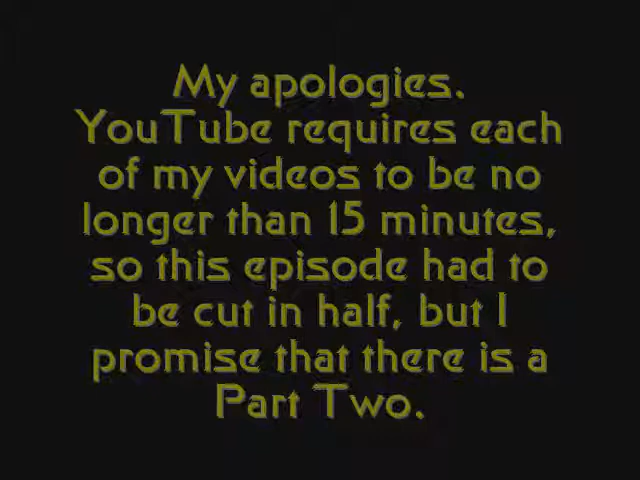 My apologies.
YouTube requires each
of my videos to be no
longer than 15 minutes,
so this episode had to
be cut in half, but I
promise that there is a
Part Two.